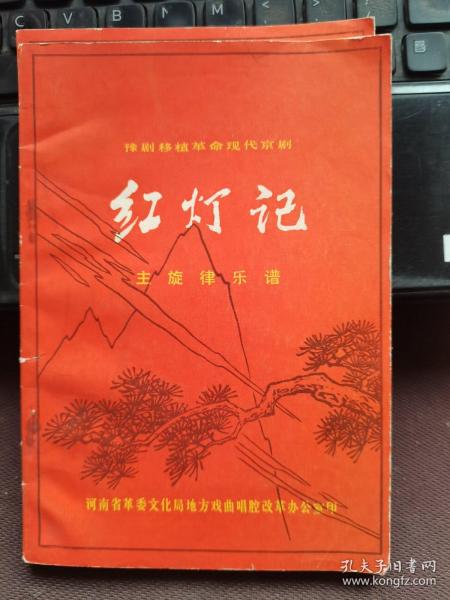 豫剧移植革命现代京剧
红灯记
主旋律乐谱
河南省革委文化局地方戏曲唱腔改革办公室印
孔夫子旧书网
www.kongfz.com